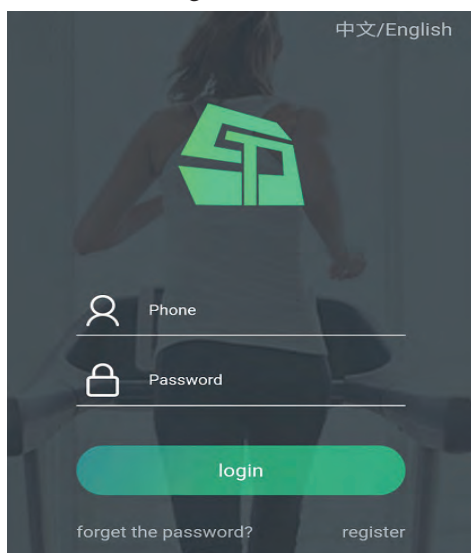 中文/English
Phone
Password
login
forget the password? register